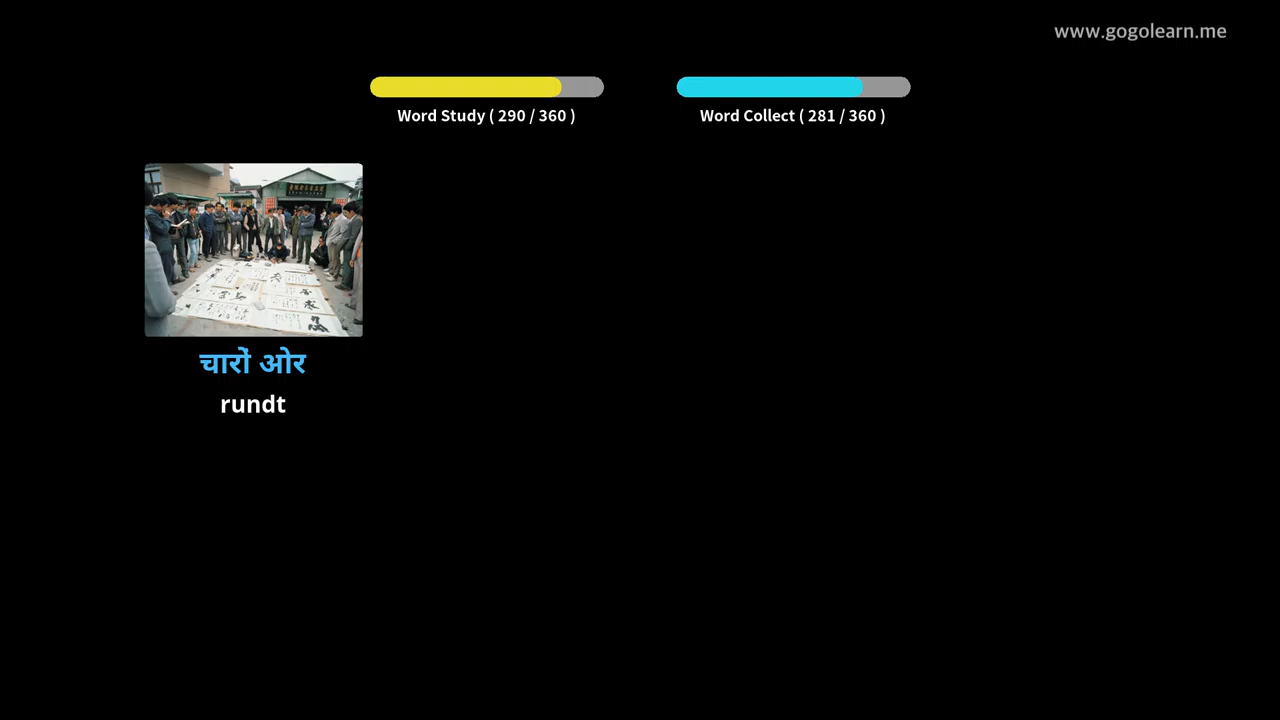 www.gogolearn.me
Word Study ( 290 / 360 )
Word Collect ( 281 / 360 )
चारों ओर
rundt